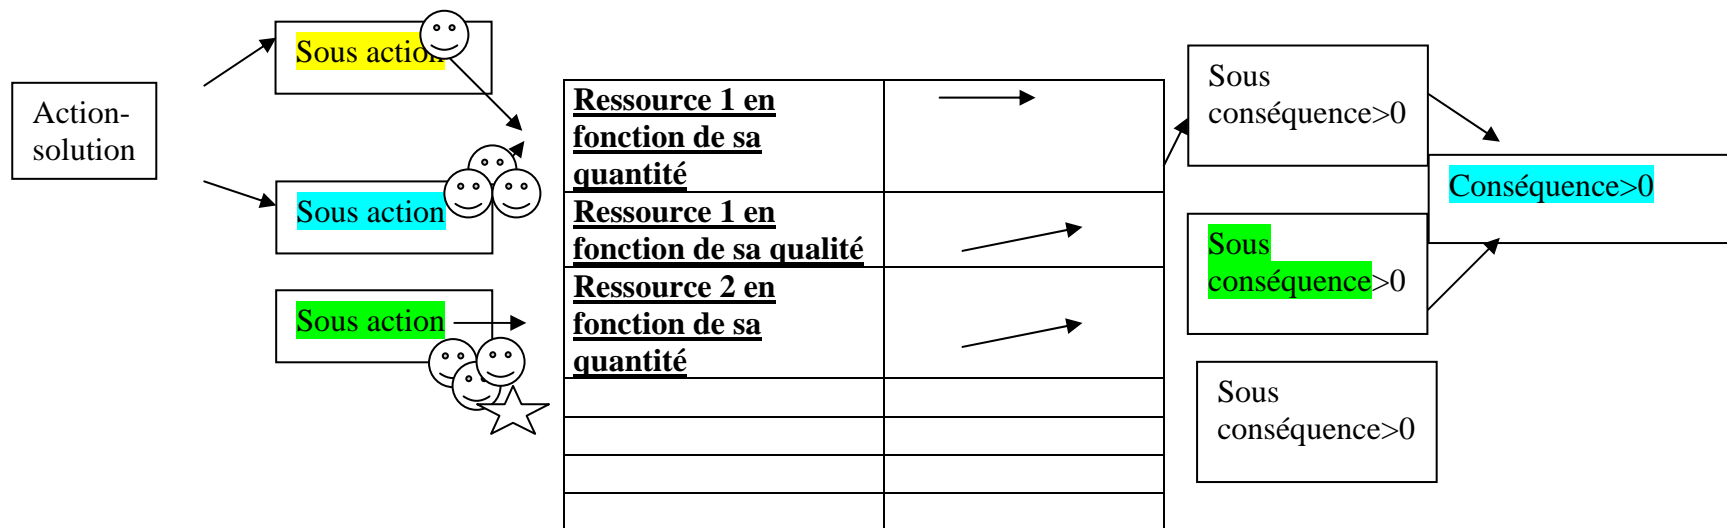 Action-
solution
Sous action
Sous action
Sous action
Ressource 1 en
fonction de sa
quantité
Ressource 1 en
fonction de sa qualité
Ressource 2 en
fonction de sa
quantité
Sous
conséquence>0
Sous
conséquence>0
Sous
conséquence>0
Conséquence>0